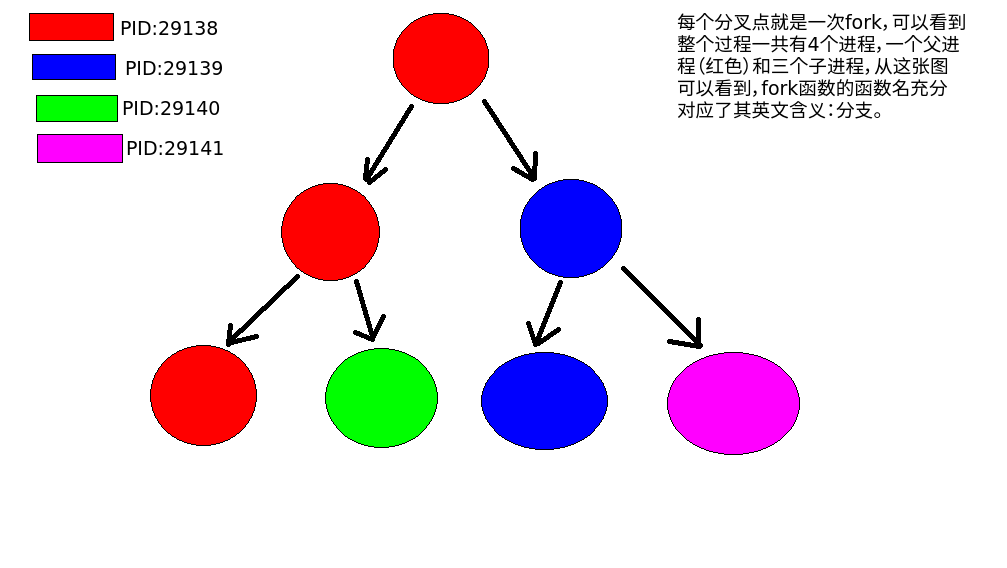 PID:29138
PID:29139
PID:29140
PID:29141
每个分叉点就是一次fork，可以看到
整个过程一共有4个进程，一个父进
程（红色）和三个子进程，从这张图
可以看到，fork函数的函数名充分
对应了其英文含义：分支。